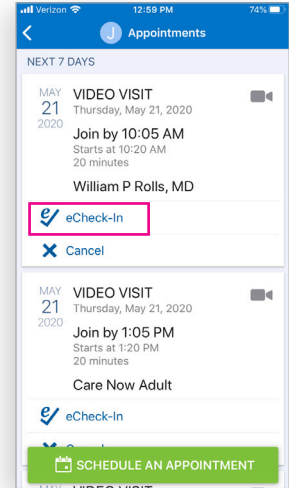 Verizon 12:59 PM 74%
J Appointments
NEXT 7 DAYS
MAY
21
2020
VIDEO VISIT
Thursday, May 21, 2020
Join by 10:05 AM
Starts at 10:20 AM
20 minutes
William P Rolls, MD
eCheck-In
Cancel
MAY
21
2020
VIDEO VISIT
Thursday, May 21, 2020
Join by 1:05 PM
Starts at 1:20 PM
20 minutes
Care Now Adult
eCheck-In
SCHEDULE AN APPOINTMENT
MAY VIDEO VISIT